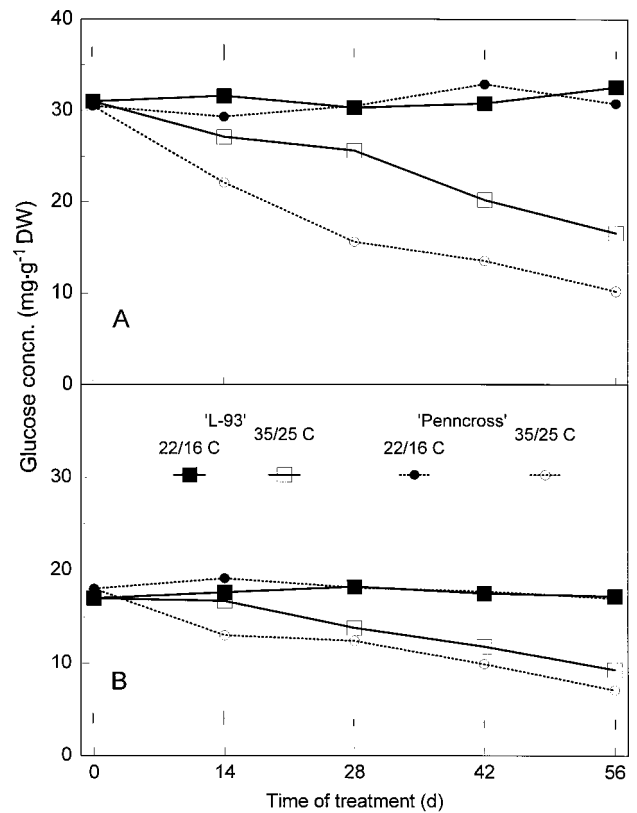 40
30
20
10
0
A
Glucose concn. (mg·g⁻¹ DW)
'L-93'
'Penncross'
22/16 C
35/25 C
22/16 C
35/25 C
30
20
10
0
B
0
14
28
42
56
Time of treatment (d)